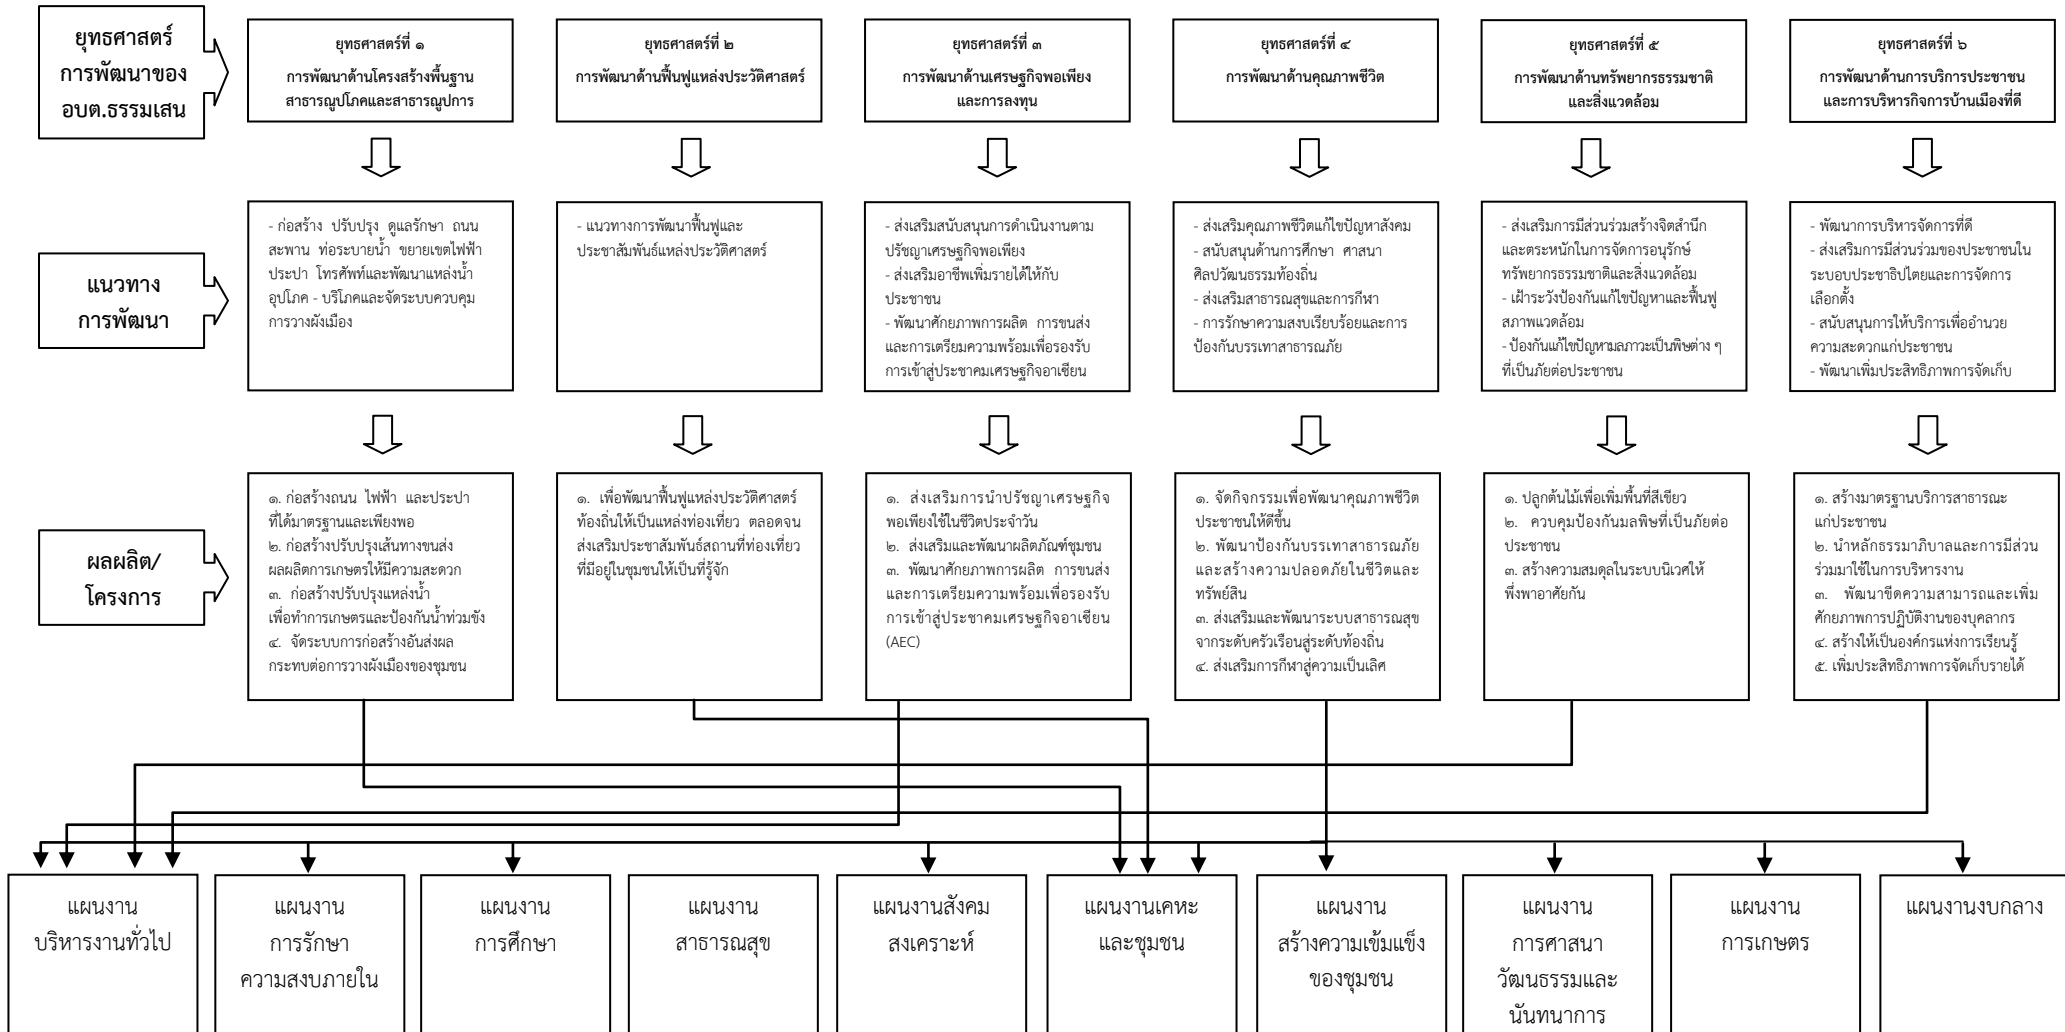 ยุทธศาสตร์
การพัฒนาของ
อบต.ธรรมเสน
ยุทธศาสตร์ที่ ๑
การพัฒนาด้านโครงสร้างพื้นฐาน
สาธารณูปโภคและสาธารณูปการ
ยุทธศาสตร์ที่ ๒
การพัฒนาด้านฟื้นฟูแหล่งประวัติศาสตร์
ยุทธศาสตร์ที่ ๓
การพัฒนาด้านเศรษฐกิจพอเพียง
และการลงทุน
ยุทธศาสตร์ที่ ๔
การพัฒนาด้านคุณภาพชีวิต
ยุทธศาสตร์ที่ ๕
การพัฒนาด้านทรัพยากรธรรมชาติ
และสิ่งแวดล้อม
ยุทธศาสตร์ที่ ๖
การพัฒนาด้านการบริการประชาชน
และการบริหารกิจการบ้านเมืองที่ดี
แนวทาง
การพัฒนา
- ก่อสร้าง ปรับปรุง ดูแลรักษา ถนน
สะพาน ท่อระบายน้ำ ขยายเขตไฟฟ้า
ประปา โทรศัพท์และพัฒนาแหล่งน้ำ
อุปโภค - บริโภคและจัดระบบควบคุม
การวางผังเมือง
- แนวทางการพัฒนาฟื้นฟูและ
ประชาสัมพันธ์แหล่งประวัติศาสตร์
- ส่งเสริมสนับสนุนการดำเนินงานตาม
ปรัชญาเศรษฐกิจพอเพียง
- ส่งเสริมอาชีพเพิ่มรายได้ให้กับ
ประชาชน
- พัฒนาศักยภาพการผลิต การขนส่ง
และการเตรียมความพร้อมเพื่อรองรับ
การเข้าสู่ประชาคมเศรษฐกิจอาเซียน
- ส่งเสริมคุณภาพชีวิตแก้ไขปัญหาสังคม
- สนับสนุนด้านการศึกษา ศาสนา
ศิลปวัฒนธรรมท้องถิ่น
- ส่งเสริมสาธารณสุขและการกีฬา
- การรักษาความสงบเรียบร้อยและการ
ป้องกันบรรเทาสาธารณภัย
- ส่งเสริมการมีส่วนร่วมสร้างจิตสำนึก
และตระหนักในการจัดการอนุรักษ์
ทรัพยากรธรรมชาติและสิ่งแวดล้อม
- เฝ้าระวังป้องกันแก้ไขปัญหาและฟื้นฟู
สภาพแวดล้อม
- ป้องกันแก้ไขปัญหามลภาวะเป็นพิษต่าง ๆ
ที่เป็นภัยต่อประชาชน
- พัฒนาการบริหารจัดการที่ดี
- ส่งเสริมการมีส่วนร่วมของประชาชนใน
ระบอบประชาธิปไตยและการจัดการ
เลือกตั้ง
- สนับสนุนการให้บริการเพื่ออำนวย
ความสะดวกแก่ประชาชน
- พัฒนาเพิ่มประสิทธิภาพการจัดเก็บ
ผลผลิต/
โครงการ
๑. ก่อสร้างถนน ไฟฟ้า และประปา
ที่ได้มาตรฐานและเพียงพอ
๒. ก่อสร้างปรับปรุงเส้นทางขนส่ง
ผลผลิตการเกษตรให้มีความสะดวก
๓. ก่อสร้างปรับปรุงแหล่งน้ำ
เพื่อทำการเกษตรและป้องกันน้ำท่วมขัง
๔. จัดระบบการก่อสร้างอันส่งผล
กระทบต่อการวางผังเมืองของชุมชน
๑. เพื่อพัฒนาฟื้นฟูแหล่งประวัติศาสตร์
ท้องถิ่นให้เป็นแหล่งท่องเที่ยว ตลอดจน
ส่งเสริมประชาสัมพันธ์สถานที่ท่องเที่ยว
ที่มีอยู่ในชุมชนให้เป็นที่รู้จัก
๑. ส่งเสริมการนำปรัชญาเศรษฐกิจ
พอเพียงใช้ในชีวิตประจำวัน
๒. ส่งเสริมและพัฒนาผลิตภัณฑ์ชุมชน
๓. พัฒนาศักยภาพการผลิต การขนส่ง
และการเตรียมความพร้อมเพื่อรองรับ
การเข้าสู่ประชาคมเศรษฐกิจอาเซียน
(AEC)
๑. จัดกิจกรรมเพื่อพัฒนาคุณภาพชีวิต
ประชาชนให้ดีขึ้น
๒. พัฒนาป้องกันบรรเทาสาธารณภัย
และสร้างความปลอดภัยในชีวิตและ
ทรัพย์สิน
๓. ส่งเสริมและพัฒนาระบบสาธารณสุข
จากระดับครัวเรือนสู่ระดับท้องถิ่น
๔. ส่งเสริมการกีฬาสู่ความเป็นเลิศ
๑. ปลูกต้นไม้เพื่อเพิ่มพื้นที่สีเขียว
๒. ควบคุมป้องกันมลพิษที่เป็นภัยต่อ
ประชาชน
๓. สร้างความสมดุลในระบบนิเวศให้
พึ่งพาอาศัยกัน
๑. สร้างมาตรฐานบริการสาธารณะ
แก่ประชาชน
๒. นำหลักธรรมาภิบาลและการมีส่วน
ร่วมมาใช้ในการบริหารงาน
๓. พัฒนาขีดความสามารถและเพิ่ม
ศักยภาพการปฏิบัติงานของบุคลากร
๔. สร้างให้เป็นองค์กรแห่งการเรียนรู้
๕. เพิ่มประสิทธิภาพการจัดเก็บรายได้
แผนงาน
บริหารงานทั่วไป
แผนงาน
การรักษา
ความสงบภายใน
แผนงาน
การศึกษา
แผนงาน
สาธารณสุข
แผนงานสังคม
สงเคราะห์
แผนงานเคหะ
และชุมชน
แผนงาน
สร้างความเข้มแข็ง
ของชุมชน
แผนงาน
การศาสนา
วัฒนธรรมและ
นันทนาการ
แผนงาน
การเกษตร
แผนงานงบกลาง